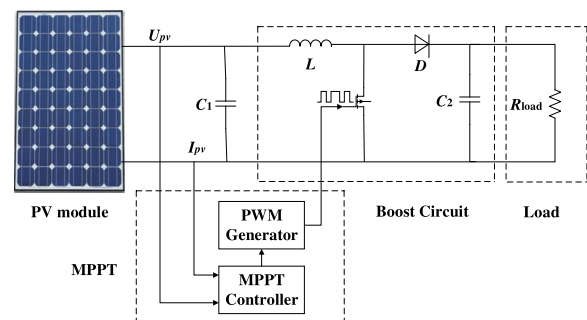 Upv
L
D
C1
C2
Rload
Ipv
PV module
Boost Circuit
Load
PWM
Generator
MPPT
MPPT
Controller